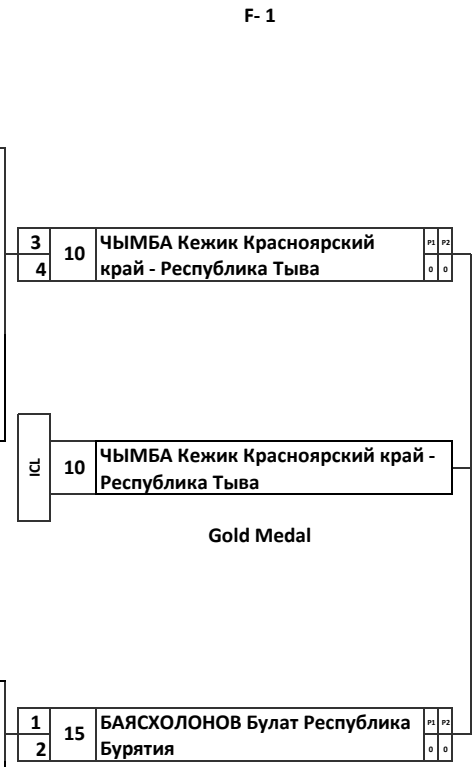 F- 1
3
4
10
ЧЫМБА Кежик Красноярский
край - Республика Тыва
P1 P2
0 0
ICL
10
ЧЫМБА Кежик Красноярский край -
Республика Тыва
Gold Medal
1
2
15
БАЯСХОЛОНОВ Булат Республика
Бурятия
P1 P2
0 0